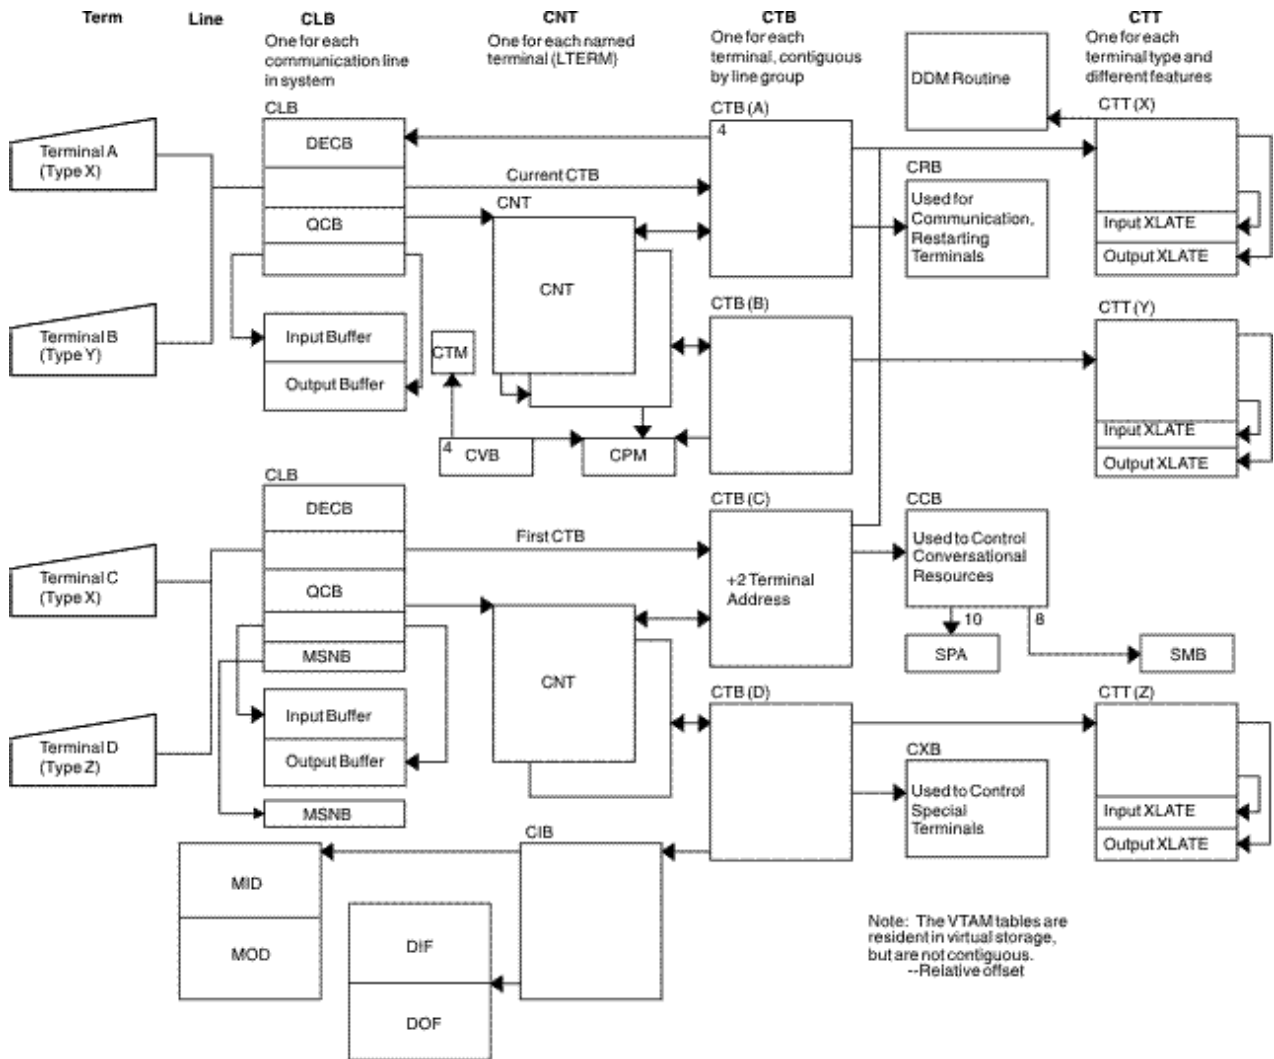 Term
Line
CLB
One for each
communication line
in system
CNT
One for each named
terminal (LTERM)
CTB
One for each
terminal, contiguous
by line group
CTT
One for each
terminal type and
different features
DDM Routine
CLB
DECB
QCB
Terminal A
(Type X)
Current CTB
CNT
CNT
CTB (A)
4
CRB
Used for
Communication,
Restarting
Terminals
CTT (X)
Input XLATE
Output XLATE
Terminal B
(Type Y)
Input Buffer
Output Buffer
CTM
4
CVB
CPM
CTB (B)
CTT (Y)
Input XLATE
Output XLATE
CLB
DECB
QCB
MSNB
Terminal C
(Type X)
First CTB
CNT
CTB (C)
+2 Terminal
Address
CCB
Used to Control
Conversational
Resources
10
8
SPA
SMB
Terminal D
(Type Z)
Input Buffer
Output Buffer
MSNB
CTB (D)
CXB
Used to Control
Special
Terminals
CTT (Z)
Input XLATE
Output XLATE
CIB
MID
MOD
DIF
DOF
Note: The VTAM tables are
resident in virtual storage,
but are not contiguous.
--Relative offset